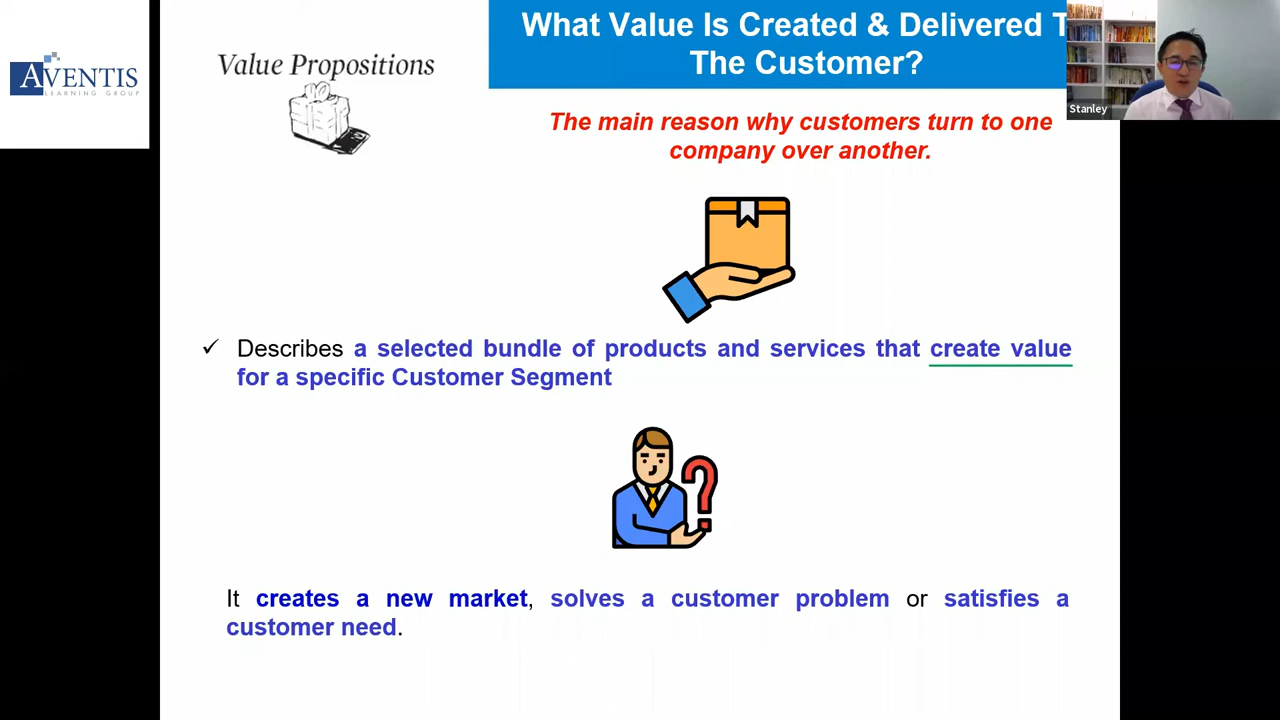 AVENTIS
LEARNING GROUP
Value Propositions
What Value Is Created & Delivered T
The Customer?
Stanley
The main reason why customers turn to one
company over another.
✓ Describes a selected bundle of products and services that create value
for a specific Customer Segment
It creates a new market, solves a customer problem or satisfies a
customer need.